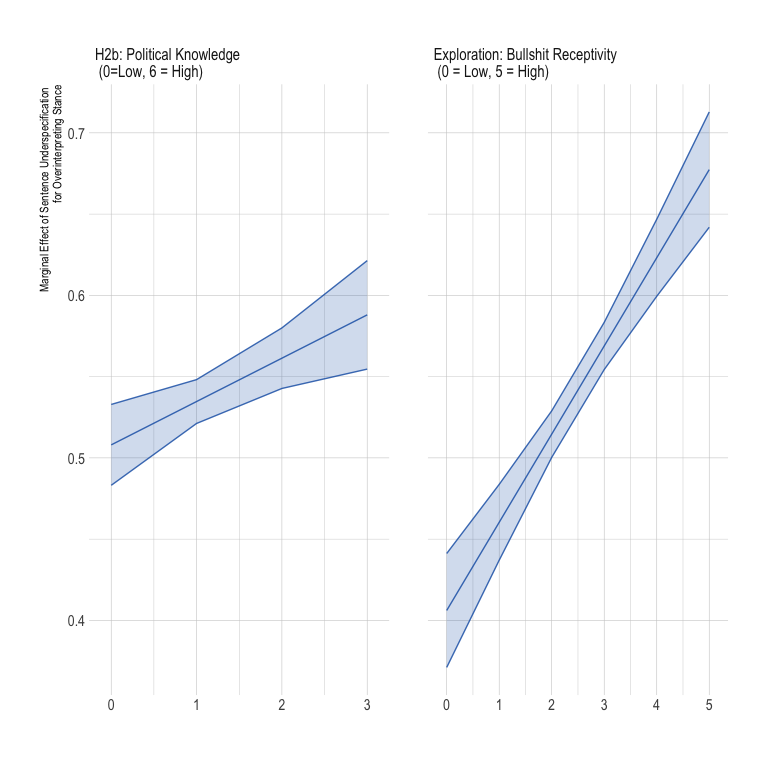 H2b: Political Knowledge
(0=Low, 6 = High)
Exploration: Bullshit Receptivity
(0 = Low, 5 = High)
Marginal Effect of Sentence Underspecification
for Overinterpreting Stance
0.7
0.6
0.5
0.4
0 1 2 3
0 1 2 3 4 5